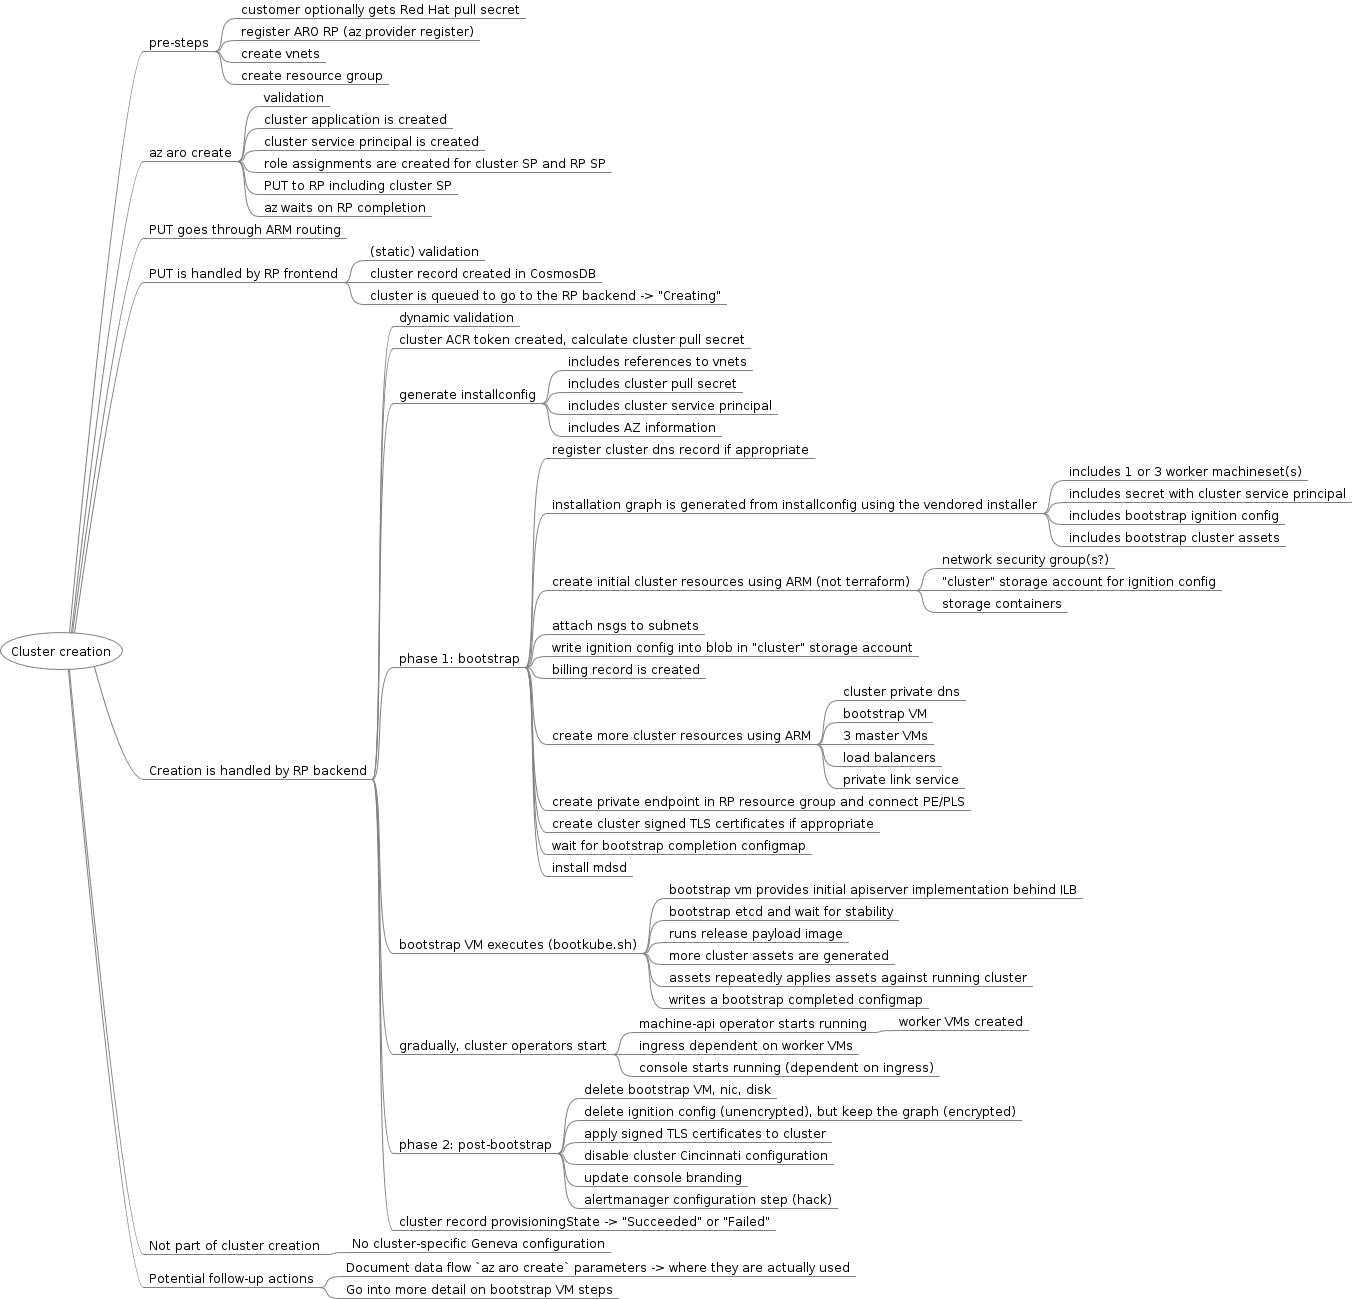 Cluster creation
pre-steps
customer optionally gets Red Hat pull secret
register ARO RP (az provider register)
create vnets
create resource group
az aro create
validation
cluster application is created
cluster service principal is created
role assignments are created for cluster SP and RP SP
PUT to RP including cluster SP
az waits on RP completion
PUT goes through ARM routing
PUT is handled by RP frontend
(static) validation
cluster record created in CosmosDB
cluster is queued to go to the RP backend -> "Creating"
Creation is handled by RP backend
dynamic validation
cluster ACR token created, calculate cluster pull secret
generate installconfig
includes references to vnets
includes cluster pull secret
includes cluster service principal
includes AZ information
phase 1: bootstrap
register cluster dns record if appropriate
installation graph is generated from installconfig using the vendored installer
includes 1 or 3 worker machineset(s)
includes secret with cluster service principal
includes bootstrap ignition config
includes bootstrap cluster assets
create initial cluster resources using ARM (not terraform)
network security group(s?)
"cluster" storage account for ignition config
storage containers
attach nsgs to subnets
write ignition config into blob in "cluster" storage account
billing record is created
create more cluster resources using ARM
cluster private dns
bootstrap VM
3 master VMs
load balancers
private link service
create private endpoint in RP resource group and connect PE/PLS
create cluster signed TLS certificates if appropriate
wait for bootstrap completion configmap
install mdsd
bootstrap VM executes (bootkube.sh)
bootstrap vm provides initial apiserver implementation behind ILB
bootstrap etcd and wait for stability
runs release payload image
more cluster assets are generated
assets repeatedly applies assets against running cluster
writes a bootstrap completed configmap
gradually, cluster operators start
machine-api operator starts running
worker VMs created
ingress dependent on worker VMs
console starts running (dependent on ingress)
phase 2: post-bootstrap
delete bootstrap VM, nic, disk
delete ignition config (unencrypted), but keep the graph (encrypted)
apply signed TLS certificates to cluster
disable cluster Cincinnati configuration
update console branding
alertmanager configuration step (hack)
cluster record provisioningState -> "Succeeded" or "Failed"
Not part of cluster creation
No cluster-specific Geneva configuration
Potential follow-up actions
Document data flow `az aro create` parameters -> where they are actually used
Go into more detail on bootstrap VM steps